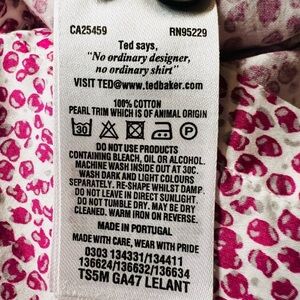 CA25459 RN95229
Ted says,
"No ordinary designer,
no ordinary shirt"
VISIT TED@www.tedbaker.com
100% COTTON
PEARL TRIM WHICH IS OF ANIMAL ORIGIN
30
DO NOT USE PRODUCTS
CONTAINING BLEACH, OIL OR ALCOHOL.
MACHINE WASH INSIDE OUT AT 30C.
WASH DARK AND LIGHT COLOURS
SEPARATELY. RE-SHAPE WHILST DAMP.
DO NOT LEAVE IN DIRECT SUNLIGHT
DO NOT TUMBLE DRY. MAY BE DRY
CLEANED. WARM IRON ON REVERSE.
MADE IN PORTUGAL
MADE WITH CARE, WEAR WITH PRIDE
0303 134331/134411
136624/136632/136634
TS5M GA47 LELANT